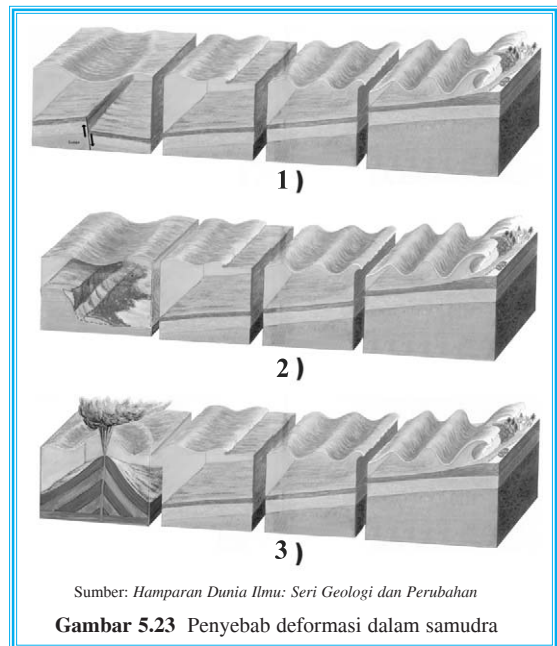 1)
2)
3)
Sumber: Hamparan Dunia Ilmu: Seri Geologi dan Perubahan
Gambar 5.23 Penyebab deformasi dalam samudra